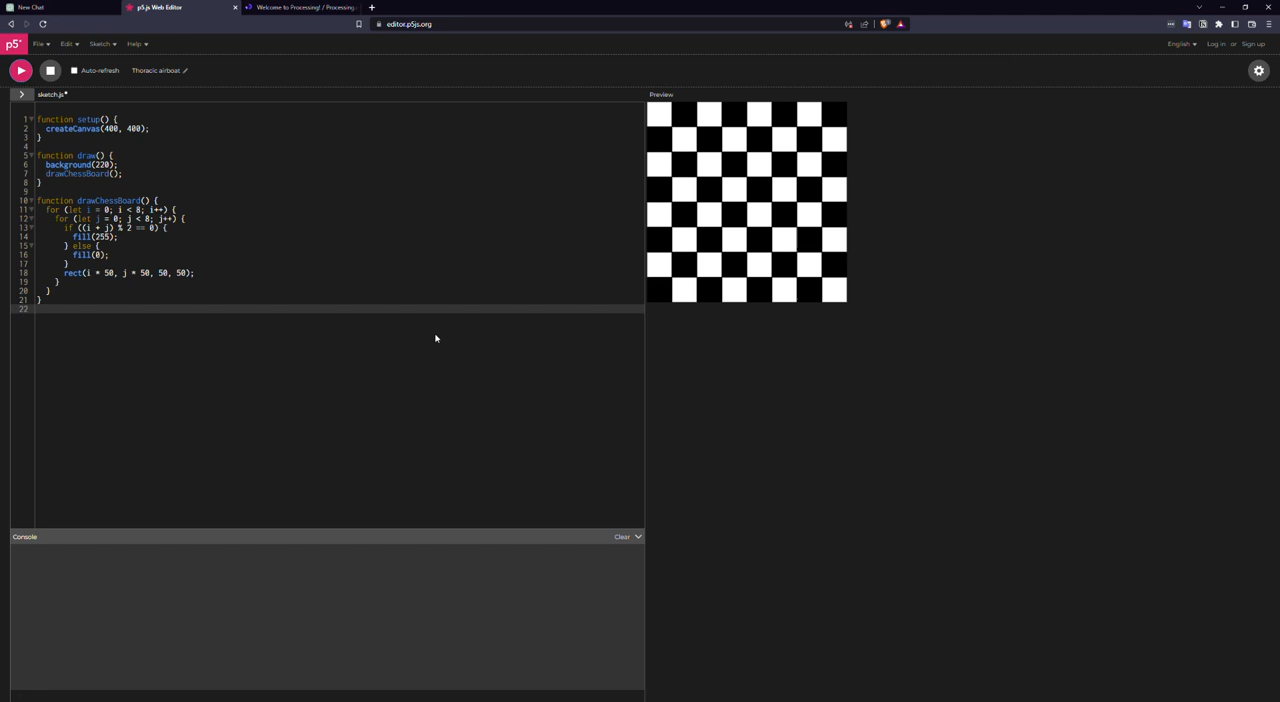 New Chat
p5.js Web Editor
Welcome to Processing! / Processing
editor.p5js.org
p5*
File
Edit
Sketch
Help
English
Log in or Sign up
Auto-refresh
Thoracic airboat
sketch.js•
Preview
1 function setup() {
2 createCanvas(400, 400);
3 }
4
5 function draw() {
6 background(220);
7 drawChessBoard();
8 }
9
10 function drawChessBoard() {
11 for (let i = 0; i < 8; i++) {
12 for (let j = 0; j < 8; j++) {
13 if ((i + j) % 2 == 0) {
14 fill(255);
15 } else {
16 fill(0);
17 }
18 rect(i * 50, j * 50, 50, 50);
19 }
20 }
21 }
22
Console
Clear